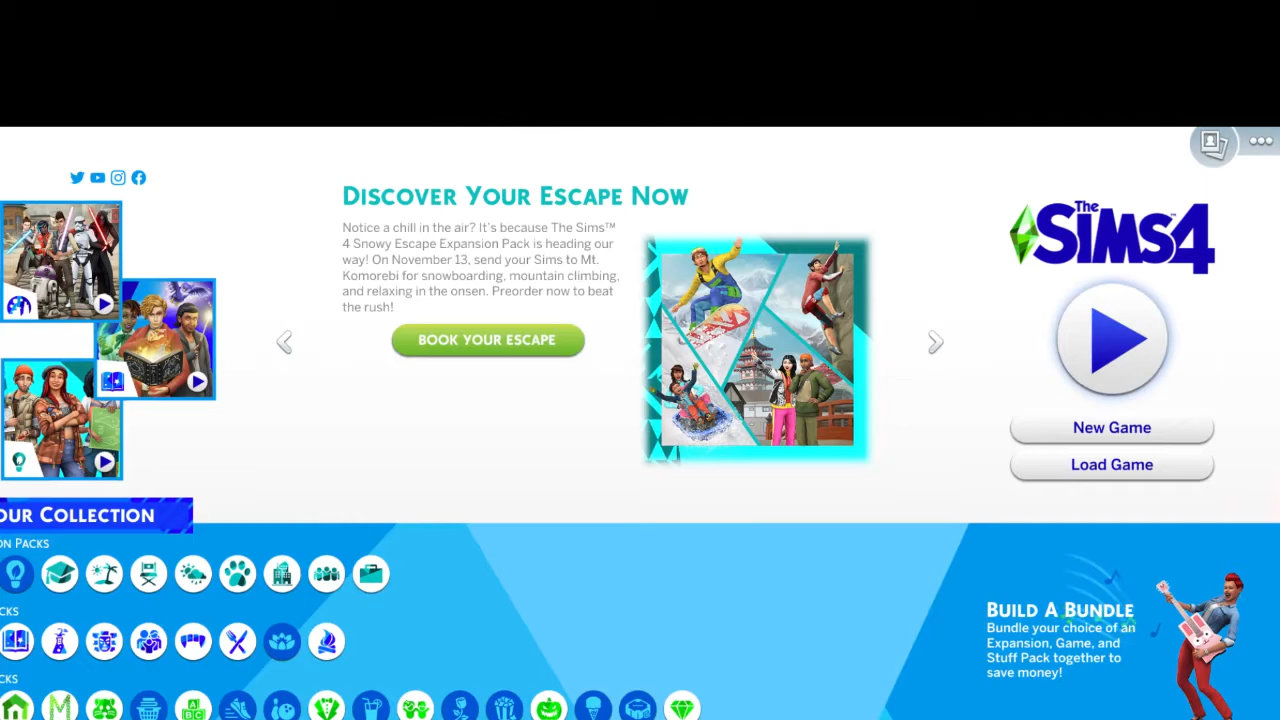 DISCOVER YOUR ESCAPE NOW
Notice a chill in the air? It's because The Sims™
4 Snowy Escape Expansion Pack is heading our
way! On November 13, send your Sims to Mt.
Komorebi for snowboarding, mountain climbing,
and relaxing in the onsen. Preorder now to beat
the rush!
BOOK YOUR ESCAPE
The SIMS™ 4
New Game
Load Game
OUR COLLECTION
ON PACKS
CKS
CKS
BUILD A BUNDLE
Bundle your choice of an
Expansion, Game, and
Stuff Pack together to
save money!